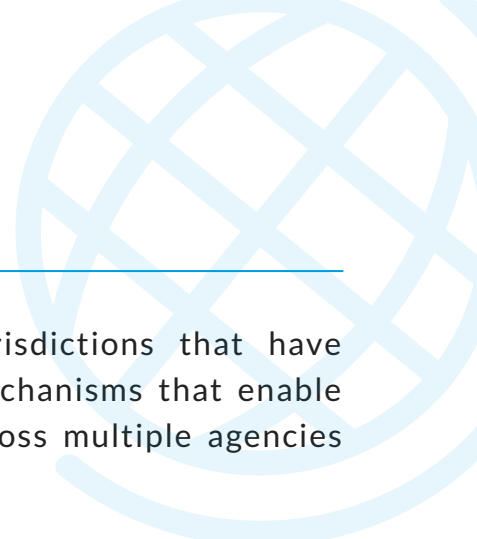 risdictions that have
chanisms that enable
oss multiple agencies